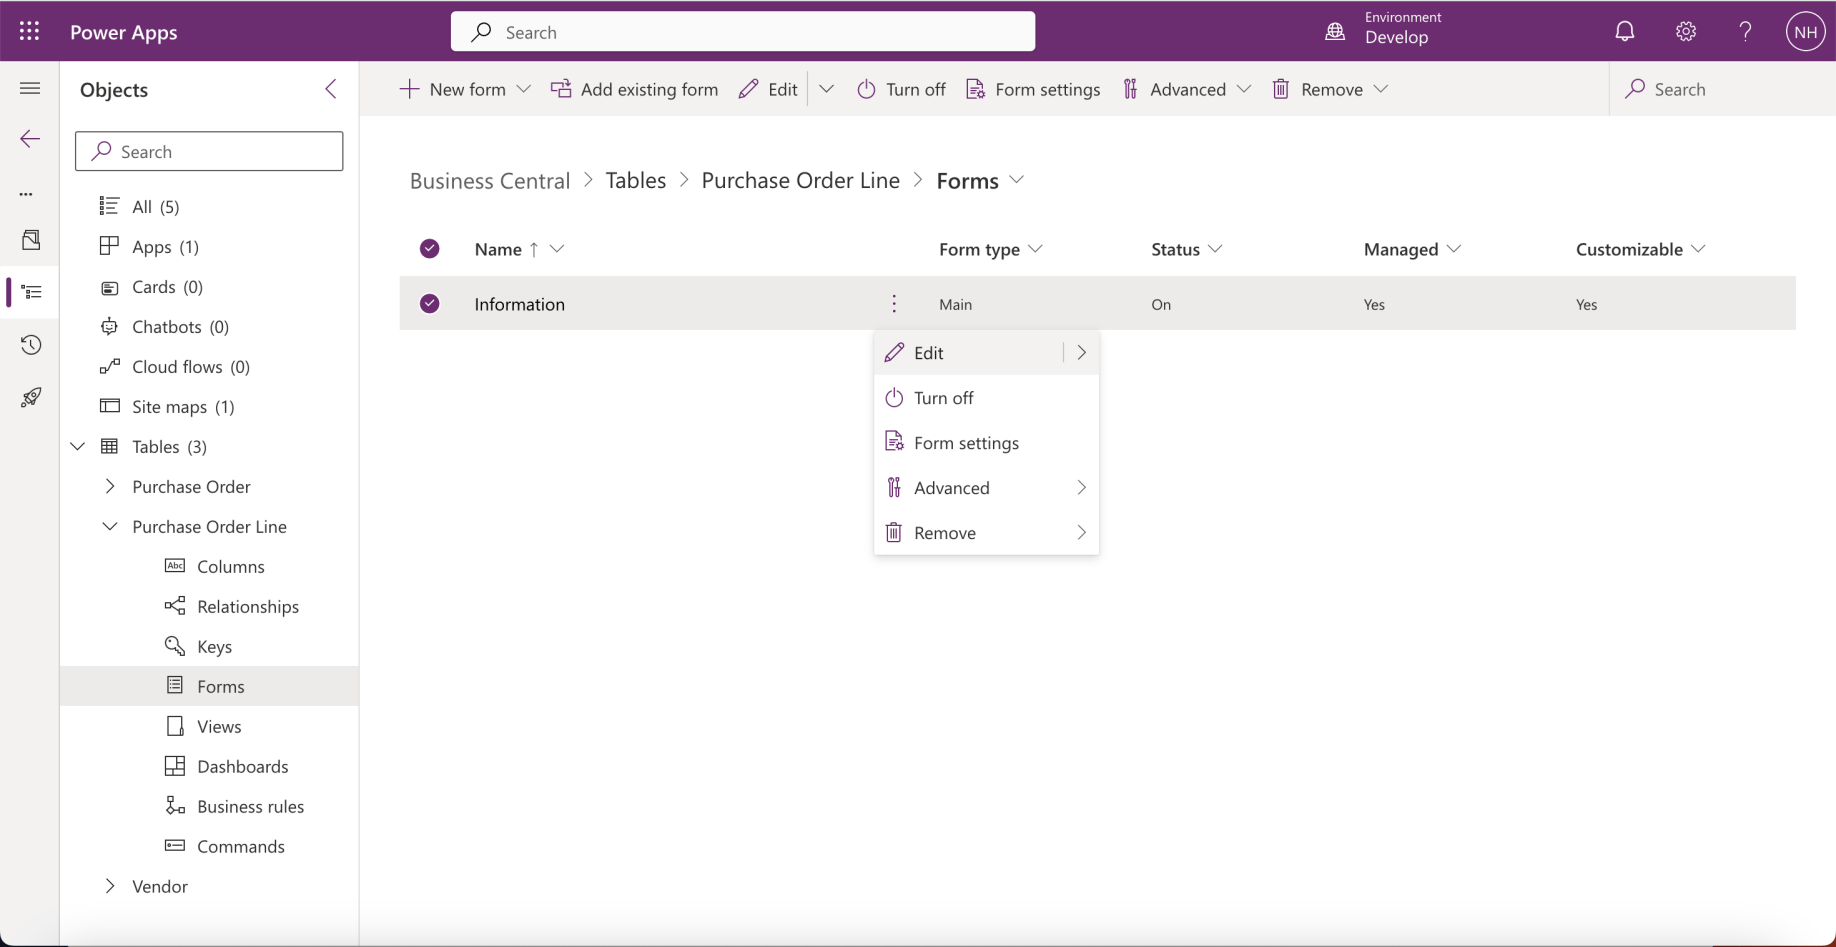 Power Apps
Search
Environment
Develop
NH
Objects
Search
All (5)
Apps (1)
Cards (0)
Chatbots (0)
Cloud flows (0)
Site maps (1)
Tables (3)
Purchase Order
Purchase Order Line
Abc Columns
Relationships
Keys
Forms
Views
Dashboards
Business rules
Commands
Vendor
New form Add existing form Edit Turn off Form settings Advanced Remove Search
Business Central > Tables > Purchase Order Line > Forms
Name ↑ Form type Status Managed Customizable
Information Main On Yes Yes
Edit
Turn off
Form settings
Advanced
Remove